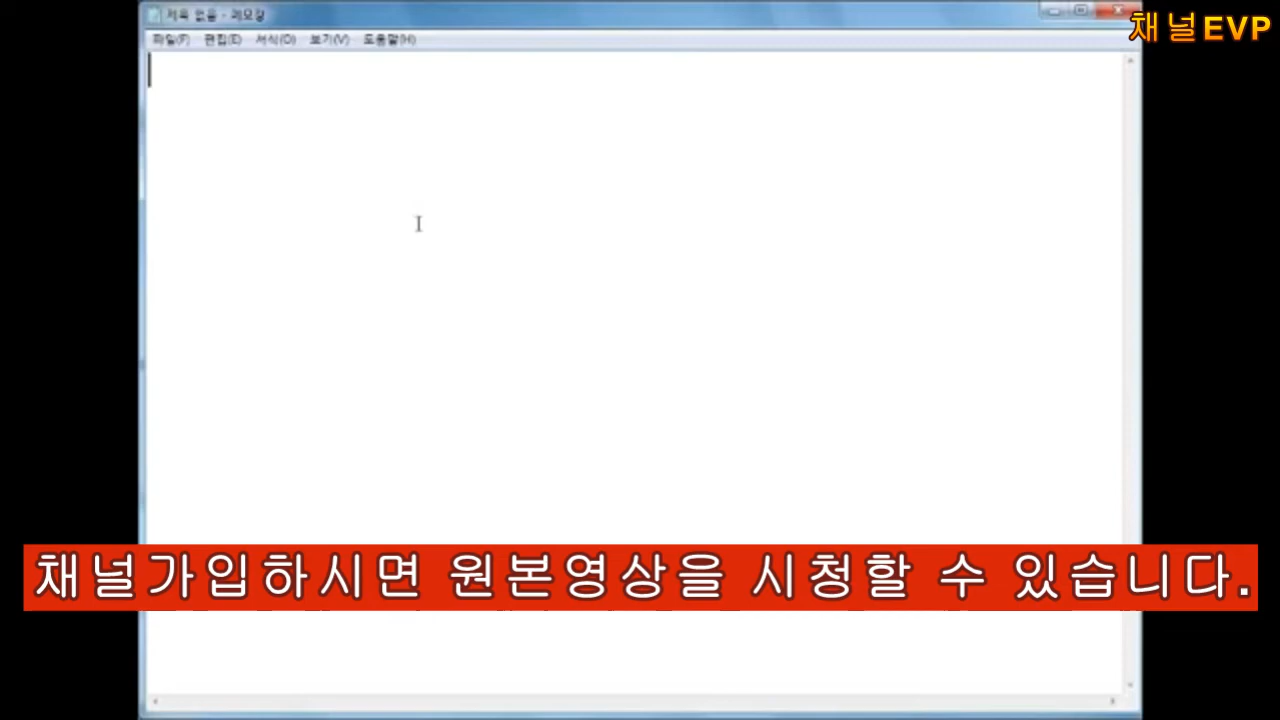 제목 없음 - 메모장
채널EVP
파일(F) 편집(E) 서식(O) 보기(V) 도움말(H)
채널가입하시면 원본영상을 시청할 수 있습니다.